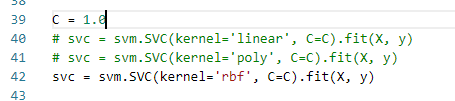 38
39 C = 1.0
40 # svc = svm.SVC(kernel='linear', C=C).fit(X, y)
41 # svc = svm.SVC(kernel='poly', C=C).fit(X, y)
42 svc = svm.SVC(kernel='rbf', C=C).fit(X, y)
43